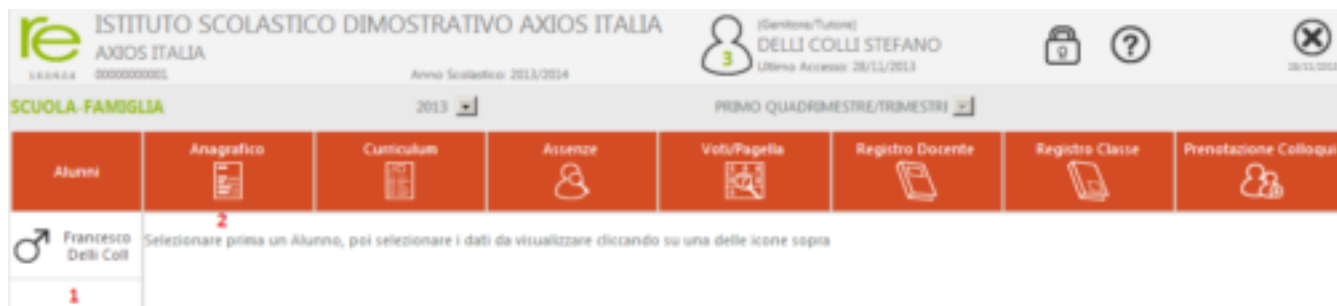 re
ISTITUTO SCOLASTICO DIMOSTRATIVO AXIOS ITALIA
AXIOS ITALIA
00000000001
Anno Scolastico: 2013/2014
3
(Genitore/Tutore)
DELLI COLLI STEFANO
Ultimo Accesso: 28/11/2013
?
SCUOLA-FAMIGLIA
2013
PRIMO QUADRIMESTRE/TRIMESTRE
Alunni
Anagrafico
Curriculum
Assenze
Voti/Pagella
Registro Docente
Registro Classe
Prenotazione Colloqui
2
Francesco
Delli Coll
Selezionare prima un Alunno, poi selezionare i dati da visualizzare cliccando su una delle icone sopra
1